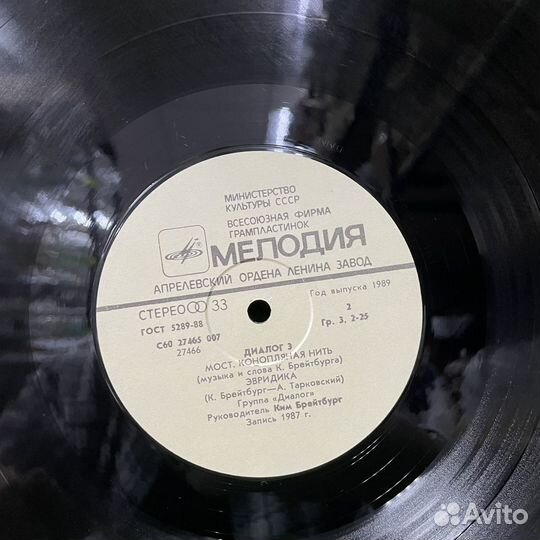 МИНИСТЕРСТВО
КУЛЬТУРЫ СССР
ВСЕСОЮЗНАЯ ФИРМА
ГРАМПЛАСТИНОК
МЕЛОДИЯ
АПРЕЛЕВСКИЙ ОРДЕНА ЛЕНИНА ЗАВОД
СТЕРЕО 33
Год выпуска 1989
ГОСТ 5289-88
2
С60 27465 007
Гр. 3. 2-25
27466
ДИАЛОГ 3
МОСТ. КОНОПЛЯНАЯ НИТЬ
(музыка и слова К. Брейтбурга)
ЭВРИДИКА
(К. Брейтбург—А. Тарковский)
Группа «Диалог»
Руководитель Ким Брейтбург
Запись 1987 г.
Avito